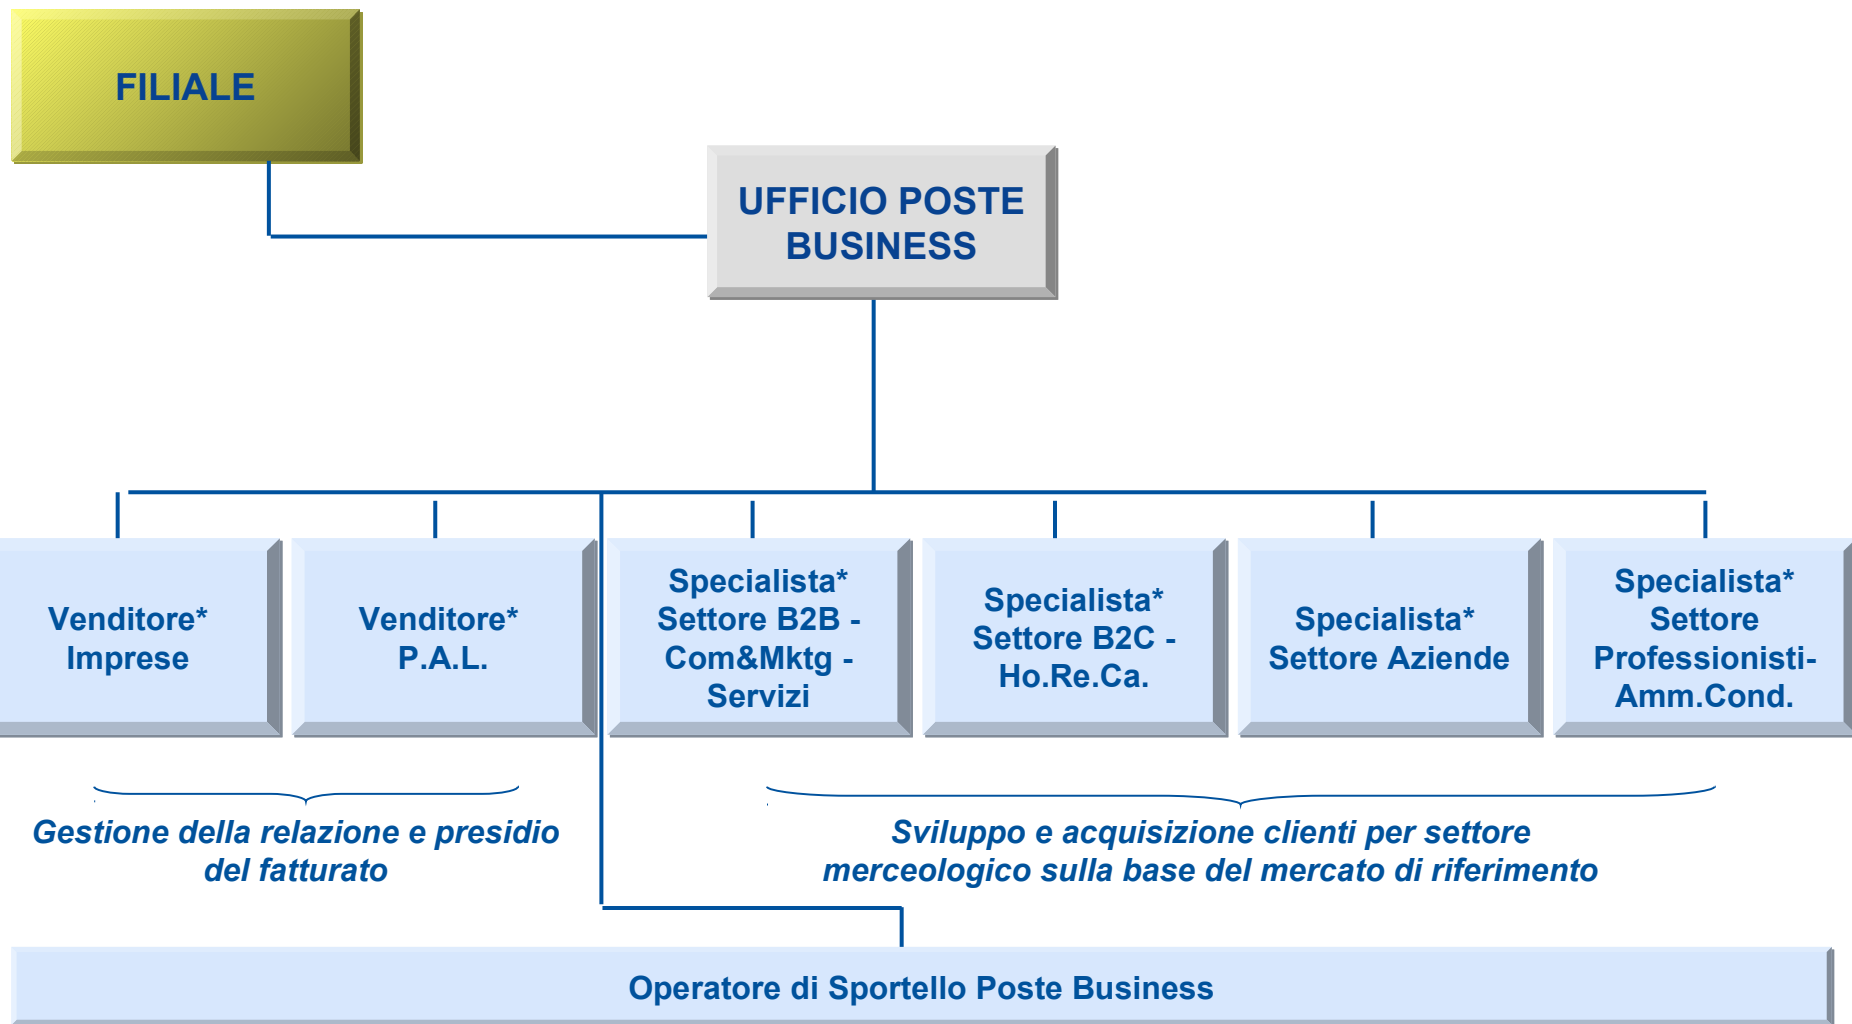 FILIALE
UFFICIO POSTE
BUSINESS
Venditore*
Imprese
Venditore*
P.A.L.
Specialista*
Settore B2B -
Com&Mktg -
Servizi
Specialista*
Settore B2C -
Ho.Re.Ca.
Specialista*
Settore Aziende
Specialista*
Settore
Professionisti-
Amm.Cond.
Gestione della relazione e presidio
del fatturato
Sviluppo e acquisizione clienti per settore
merceologico sulla base del mercato di riferimento
Operatore di Sportello Poste Business